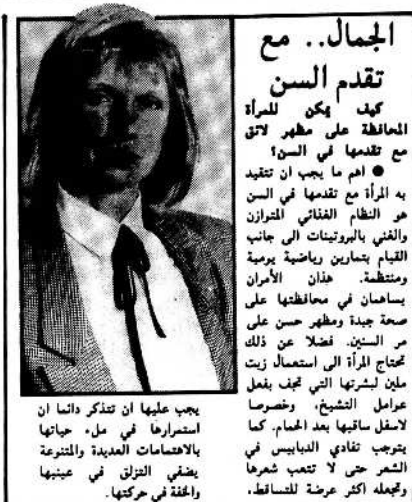 الجمال.. مع
تقدم السن
كيف يمكن للمرأة
المحافظة على مظهر لائق
مع تقدمها في السن؟
● اهم ما يجب ان تتقيد
به المرأة مع تقدمها في السن
هو النظام الغذائي المتوازن
والغني بالبروتينات الى جانب
القيام بتمارين رياضية يومية
ومنتظمة. هذان الأمران
يساهمان في محافظتها على
صحة جيدة ومظهر حسن على
مر السنين. فضلا عن ذلك
تحتاج المرأة الى استعمال زيت
ملين لبشرتها التي تجف بفعل
عوامل التشيخ، وخصوصا
لاسفل ساقيها بعد الحمام. كما
يتوجب تفادي الدبابيس في
الشعر حتى لا تتعب شعرها
وتجعله اكثر عرضة للتساقط،
يجب عليها ان تتذكر دائما ان
استمرارها في ملء حياتها
بالاهتمامات العديدة والمتنوعة
يضفي التزلق في عينيها
والخفة في حركتها.